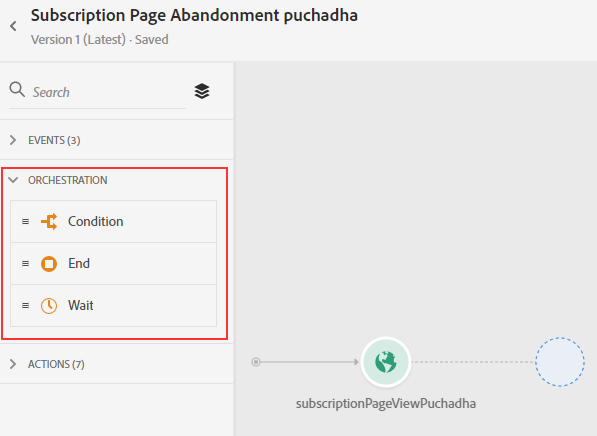 Subscription Page Abandonment puchadha
Version 1 (Latest) · Saved
Search
EVENTS (3)
ORCHESTRATION
Condition
End
Wait
ACTIONS (7)
subscriptionPageViewPuchadha